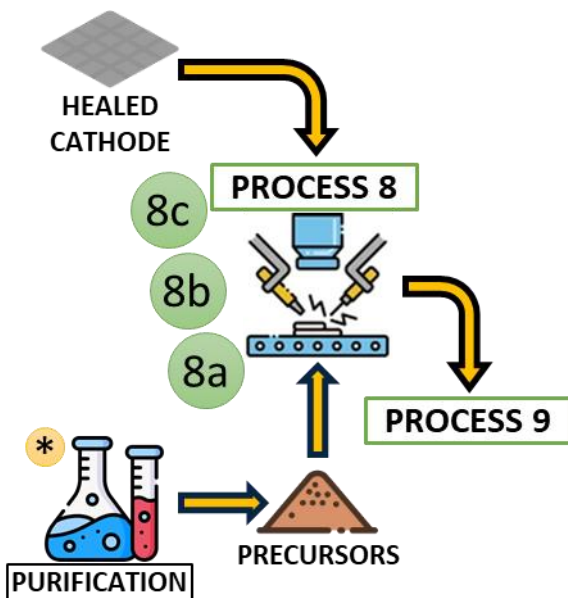 HEALED
CATHODE
PROCESS 8
8c
8b
8a
PROCESS 9
*
PRECURSORS
PURIFICATION